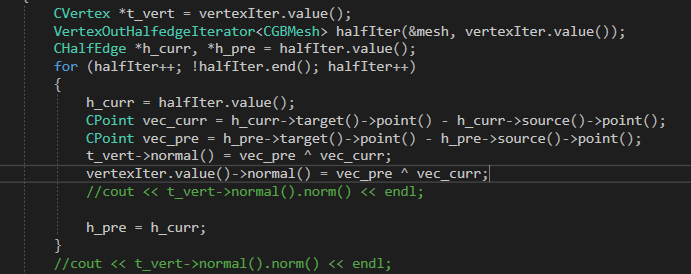 CVertex *t_vert = vertexIter.value();
VertexOutHalfedgeIterator<CGBMesh> halfIter(&mesh, vertexIter.value());
CHalfEdge *h_curr, *h_pre = halfIter.value();
for (halfIter++; !halfIter.end(); halfIter++)
{
    h_curr = halfIter.value();
    CPoint vec_curr = h_curr->target()->point() - h_curr->source()->point();
    CPoint vec_pre = h_pre->target()->point() - h_pre->source()->point();
    t_vert->normal() = vec_pre ^ vec_curr;
    vertexIter.value()->normal() = vec_pre ^ vec_curr;
    //cout << t_vert->normal().norm() << endl;

    h_pre = h_curr;
}
//cout << t_vert->normal().norm() << endl;